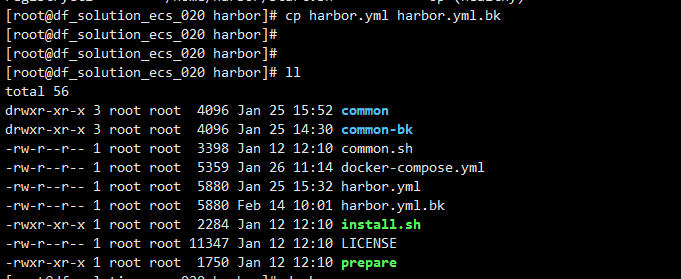 [root@df_solution_ecs_020 harbor]# cp harbor.yml harbor.yml.bk
[root@df_solution_ecs_020 harbor]#
[root@df_solution_ecs_020 harbor]#
[root@df_solution_ecs_020 harbor]# ll
total 56
drwxr-xr-x 3 root root  4096 Jan 25 15:52 common
drwxr-xr-x 3 root root  4096 Jan 25 14:30 common-bk
-rw-r--r-- 1 root root  3398 Jan 12 12:10 common.sh
-rw-r--r-- 1 root root  5359 Jan 26 11:14 docker-compose.yml
-rw-r--r-- 1 root root  5880 Jan 25 15:32 harbor.yml
-rw-r--r-- 1 root root  5880 Feb 14 10:01 harbor.yml.bk
-rwxr-xr-x 1 root root  2284 Jan 12 12:10 install.sh
-rw-r--r-- 1 root root 11347 Jan 12 12:10 LICENSE
-rwxr-xr-x 1 root root  1750 Jan 12 12:10 prepare